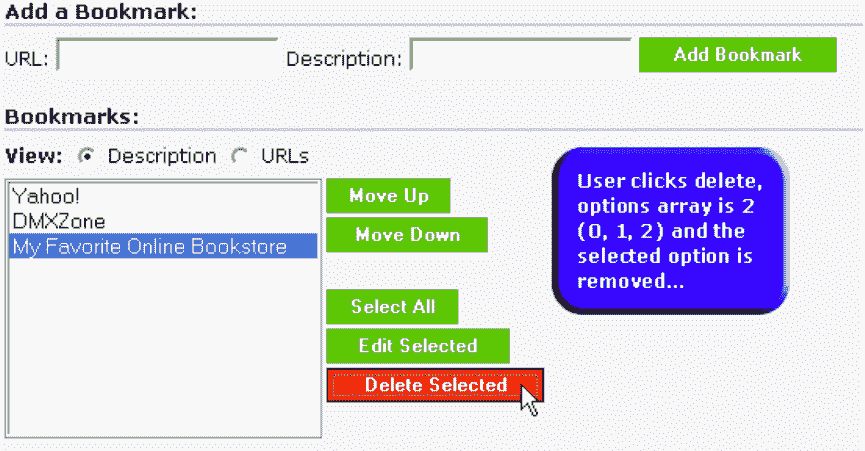 Add a Bookmark:
URL: Description: Add Bookmark
Bookmarks:
View: Description URLs
Yahoo!
DMXZone
My Favorite Online Bookstore
Move Up
Move Down
Select All
Edit Selected
Delete Selected
User clicks delete,
options array is 2
(0, 1, 2) and the
selected option is
removed...